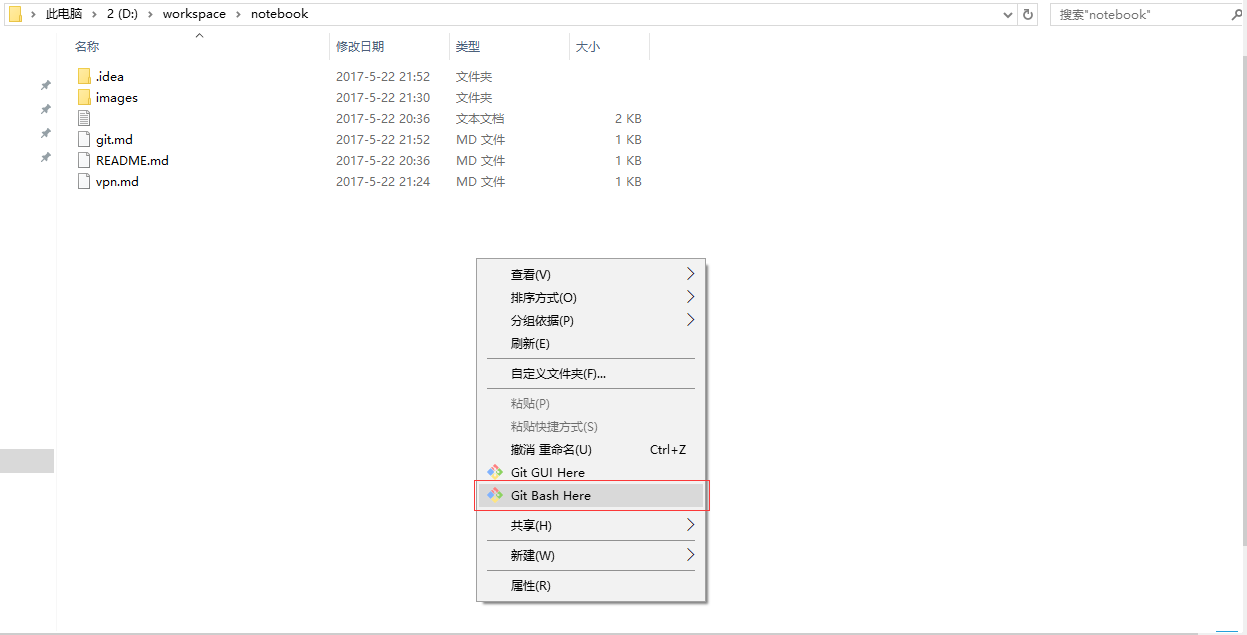 此电脑 › 2 (D:) › workspace › notebook 搜索"notebook"
名称 修改日期 类型 大小
.idea 2017-5-22 21:52 文件夹
images 2017-5-22 21:30 文件夹
2017-5-22 20:36 文本文档 2 KB
git.md 2017-5-22 21:52 MD 文件 1 KB
README.md 2017-5-22 20:36 MD 文件 1 KB
vpn.md 2017-5-22 21:24 MD 文件 1 KB
查看(V)
排序方式(O)
分组依据(P)
刷新(E)
自定义文件夹(F)...
粘贴(P)
粘贴快捷方式(S)
撤消 重命名(U) Ctrl+Z
Git GUI Here
Git Bash Here
共享(H)
新建(W)
属性(R)